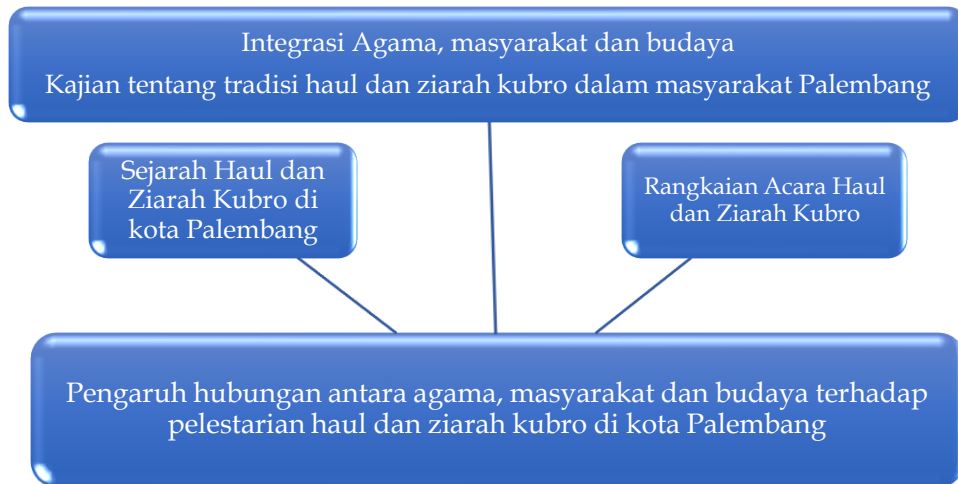 Integrasi Agama, masyarakat dan budaya
Kajian tentang tradisi haul dan ziarah kubro dalam masyarakat Palembang
Sejarah Haul dan
Ziarah Kubro di
kota Palembang
Rangkaian Acara Haul
dan Ziarah Kubro
Pengaruh hubungan antara agama, masyarakat dan budaya terhadap
pelestarian haul dan ziarah kubro di kota Palembang